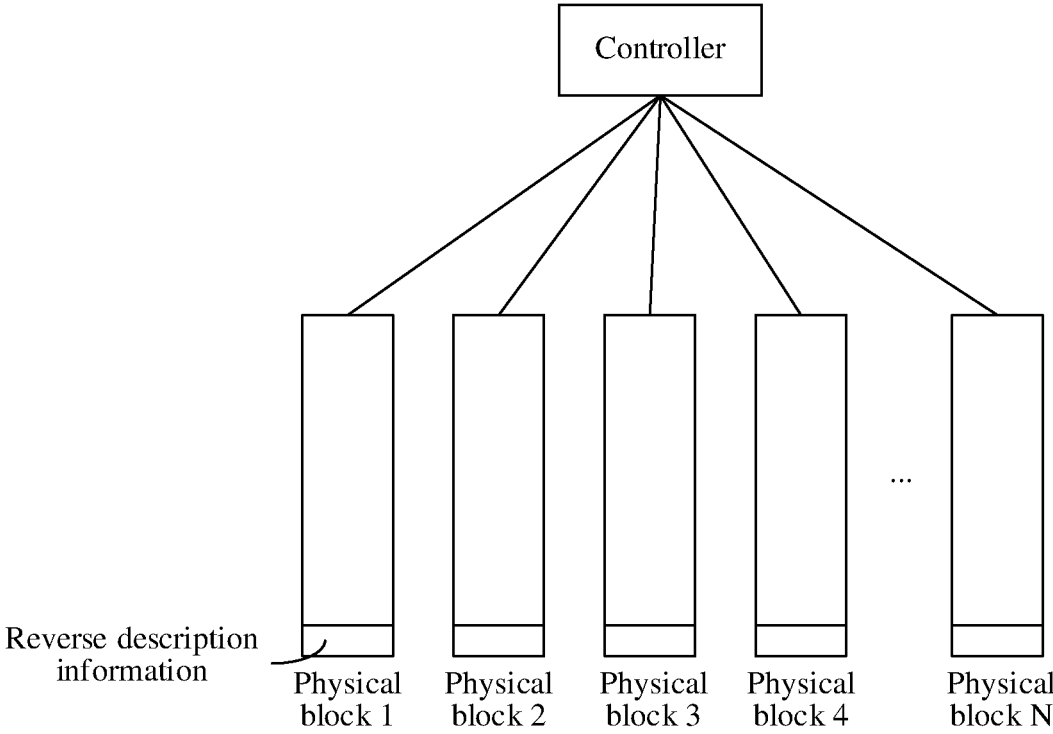 Controller
...
Reverse description
information
Physical
block 1
Physical
block 2
Physical
block 3
Physical
block 4
Physical
block N